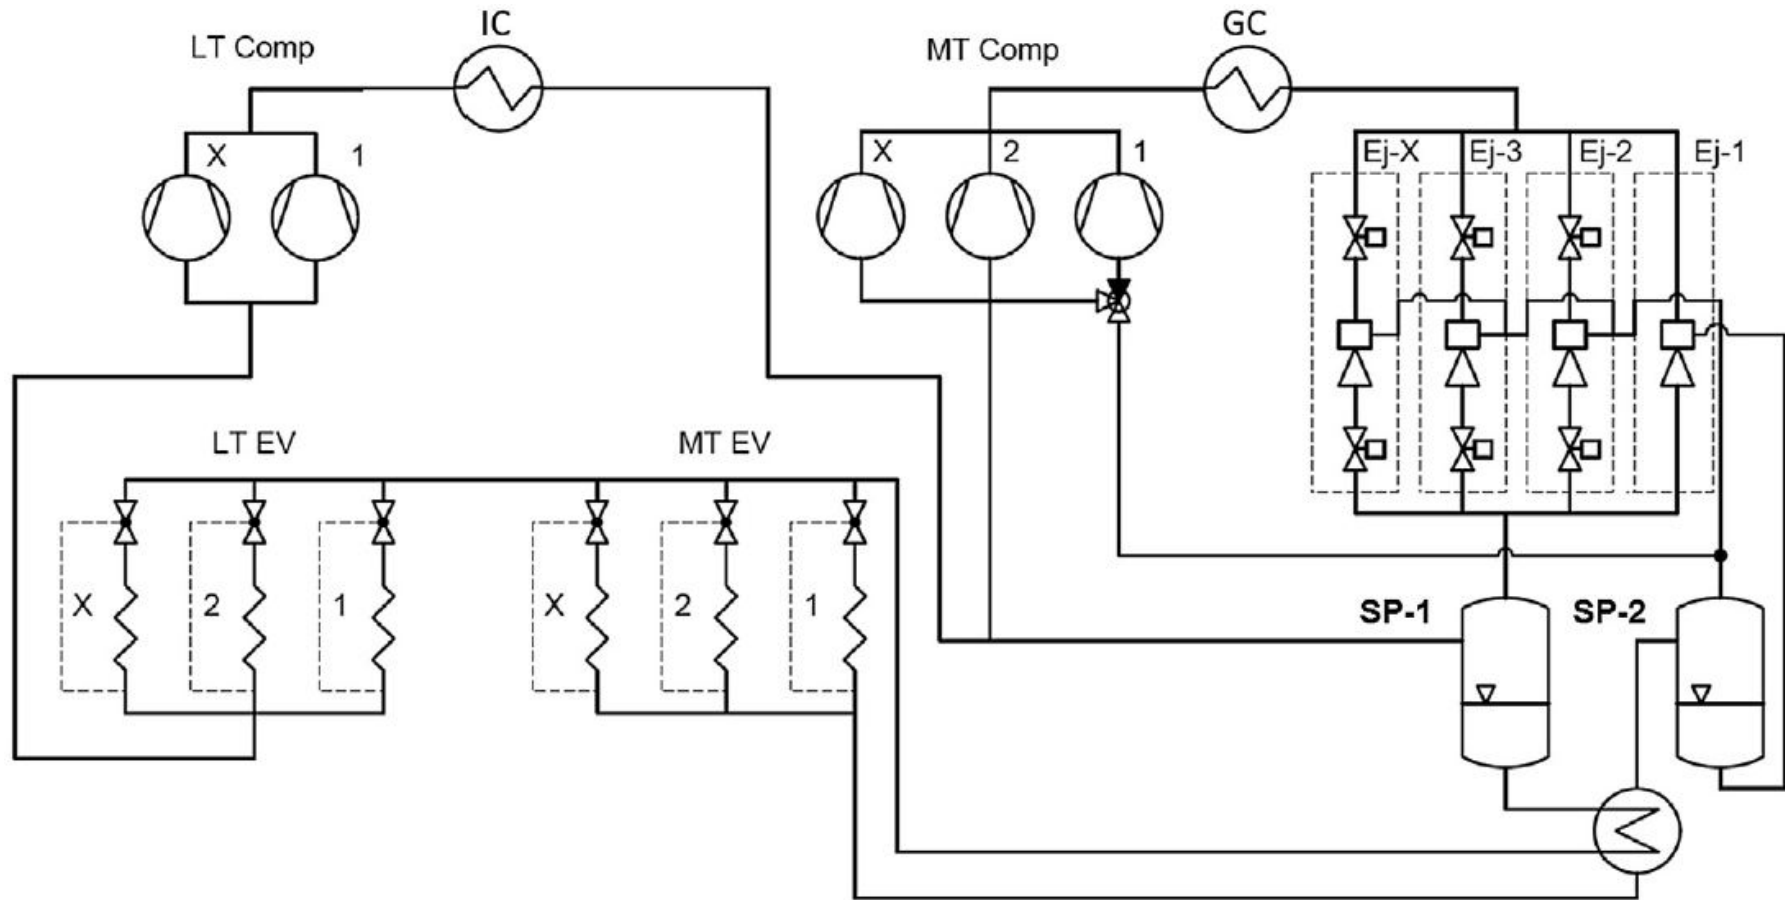 IC
GC
LT Comp
MT Comp
X
1
X
2
1
Ej-X
Ej-3
Ej-2
Ej-1
LT EV
MT EV
X
2
1
X
2
1
SP-1
SP-2